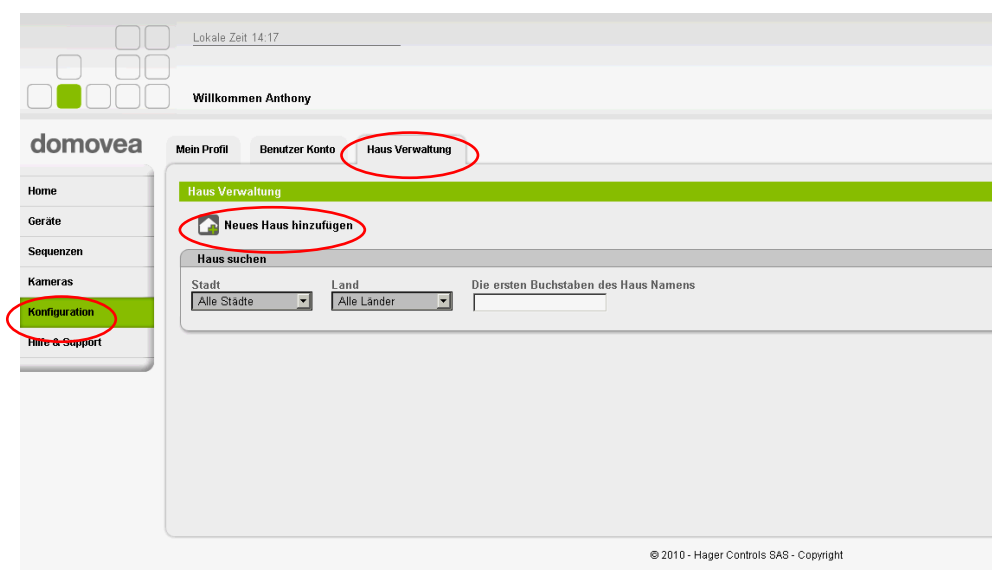 Lokale Zeit 14:17
Willkommen Anthony
domovea
Mein Profil Benutzer Konto Haus Verwaltung
Home
Geräte
Sequenzen
Kameras
Konfiguration
Hilfe & Support
Haus Verwaltung
Neues Haus hinzufügen
Haus suchen
Stadt Land Die ersten Buchstaben des Haus Namens
Alle Städte Alle Länder
© 2010 - Hager Controls SAS - Copyright